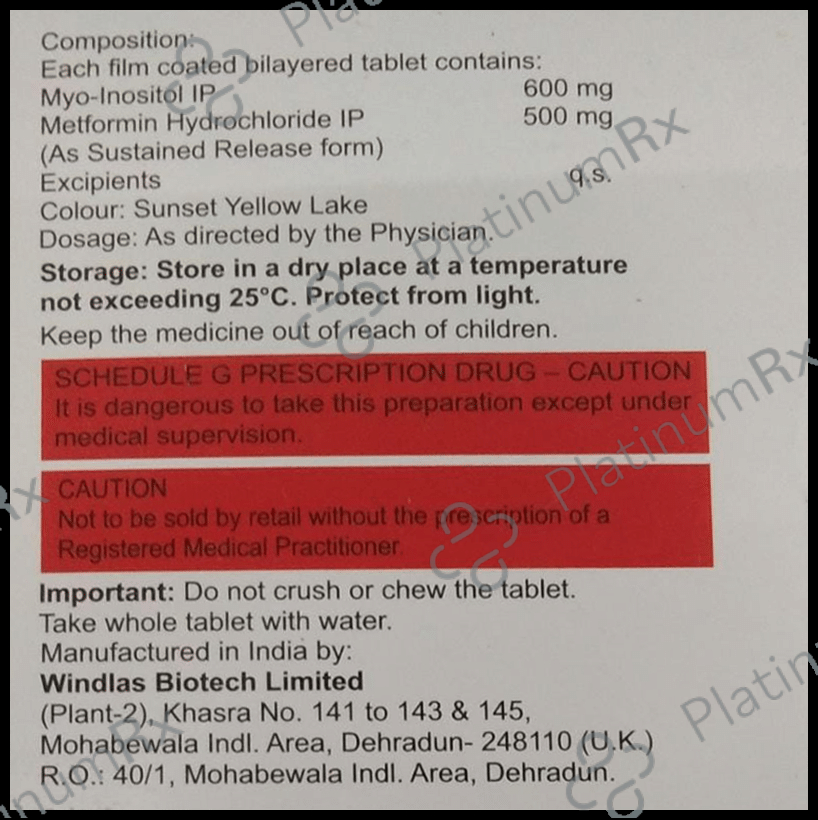 Composition:
Each film coated bilayered tablet contains:
Myo-Inositol IP 600 mg
Metformin Hydrochloride IP 500 mg
(As Sustained Release form)
Excipients q.s.
Colour: Sunset Yellow Lake
Dosage: As directed by the Physician.
Storage: Store in a dry place at a temperature
not exceeding 25°C. Protect from light.
Keep the medicine out of reach of children.
SCHEDULE G PRESCRIPTION DRUG – CAUTION
It is dangerous to take this preparation except under
medical supervision.
CAUTION
Not to be sold by retail without the prescription of a
Registered Medical Practitioner.
Important: Do not crush or chew the tablet.
Take whole tablet with water.
Manufactured in India by:
Windlas Biotech Limited
(Plant-2), Khasra No. 141 to 143 & 145,
Mohabewala Indl. Area, Dehradun- 248110 (U.K.)
R.O.: 40/1, Mohabewala Indl. Area, Dehradun.
PlatinumRx
PlatinumRx